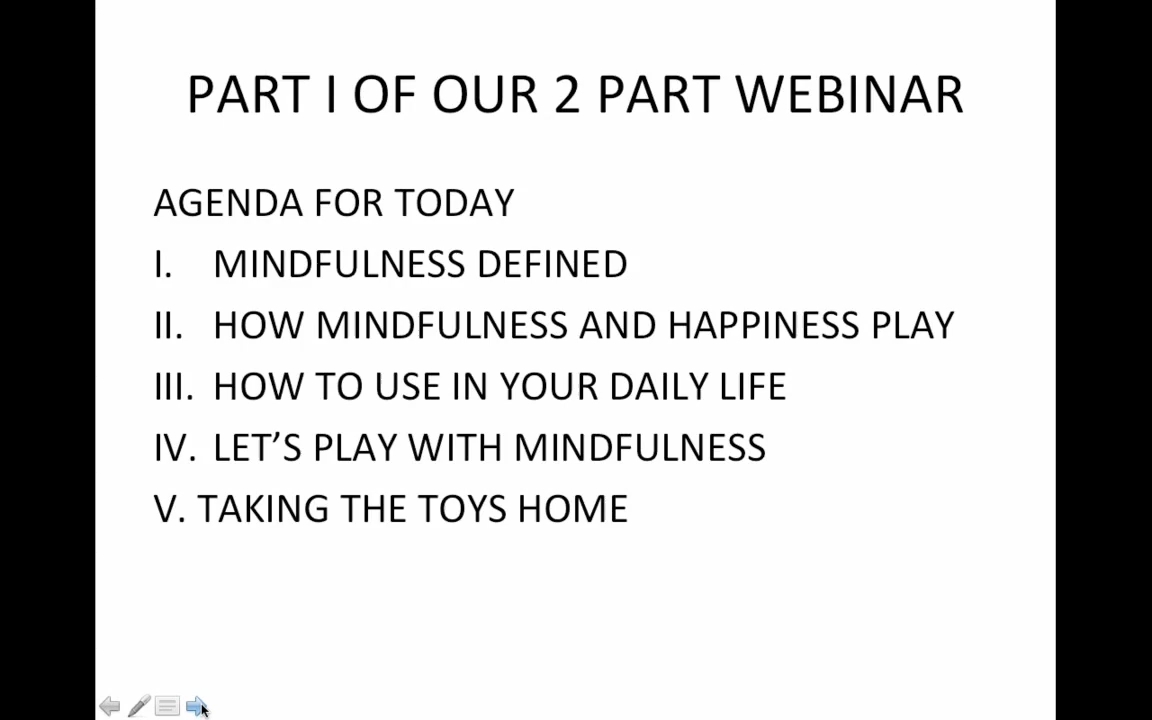 PART I OF OUR 2 PART WEBINAR
AGENDA FOR TODAY
I. MINDFULNESS DEFINED
II. HOW MINDFULNESS AND HAPPINESS PLAY
III. HOW TO USE IN YOUR DAILY LIFE
IV. LET’S PLAY WITH MINDFULNESS
V. TAKING THE TOYS HOME